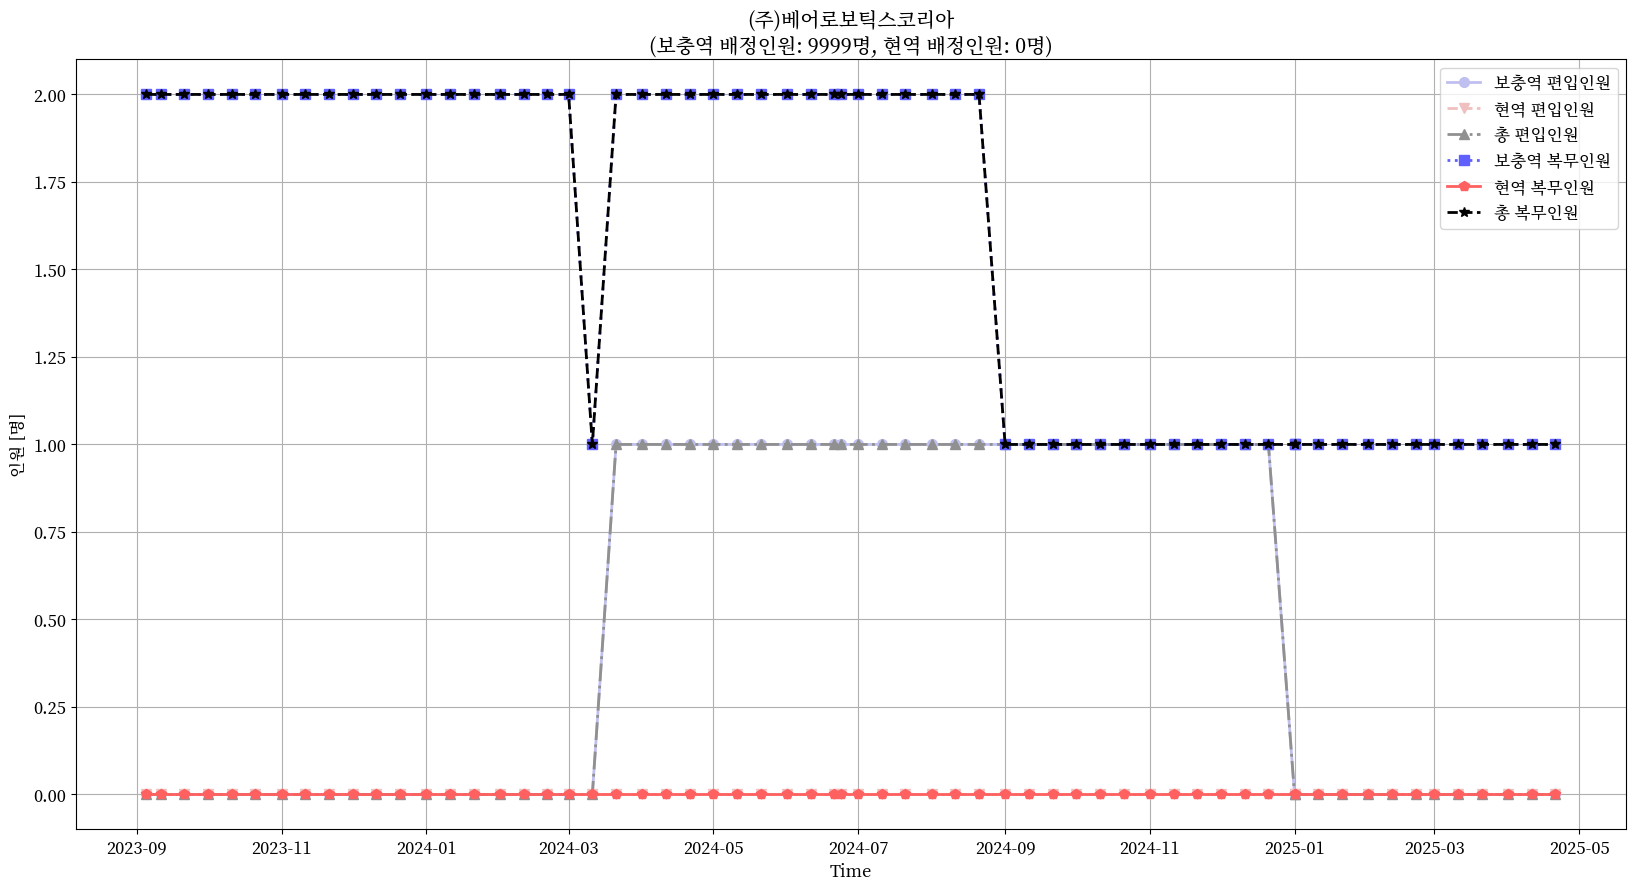 (주)베어로보틱스코리아
(보충역 배정인원: 9999명, 현역 배정인원: 0명)
보충역 편입인원
현역 편입인원
총 편입인원
보충역 복무인원
현역 복무인원
총 복무인원
인원 [명]
2.00
1.75
1.50
1.25
1.00
0.75
0.50
0.25
0.00
2023-09
2023-11
2024-01
2024-03
2024-05
2024-07
2024-09
2024-11
2025-01
2025-03
2025-05
Time